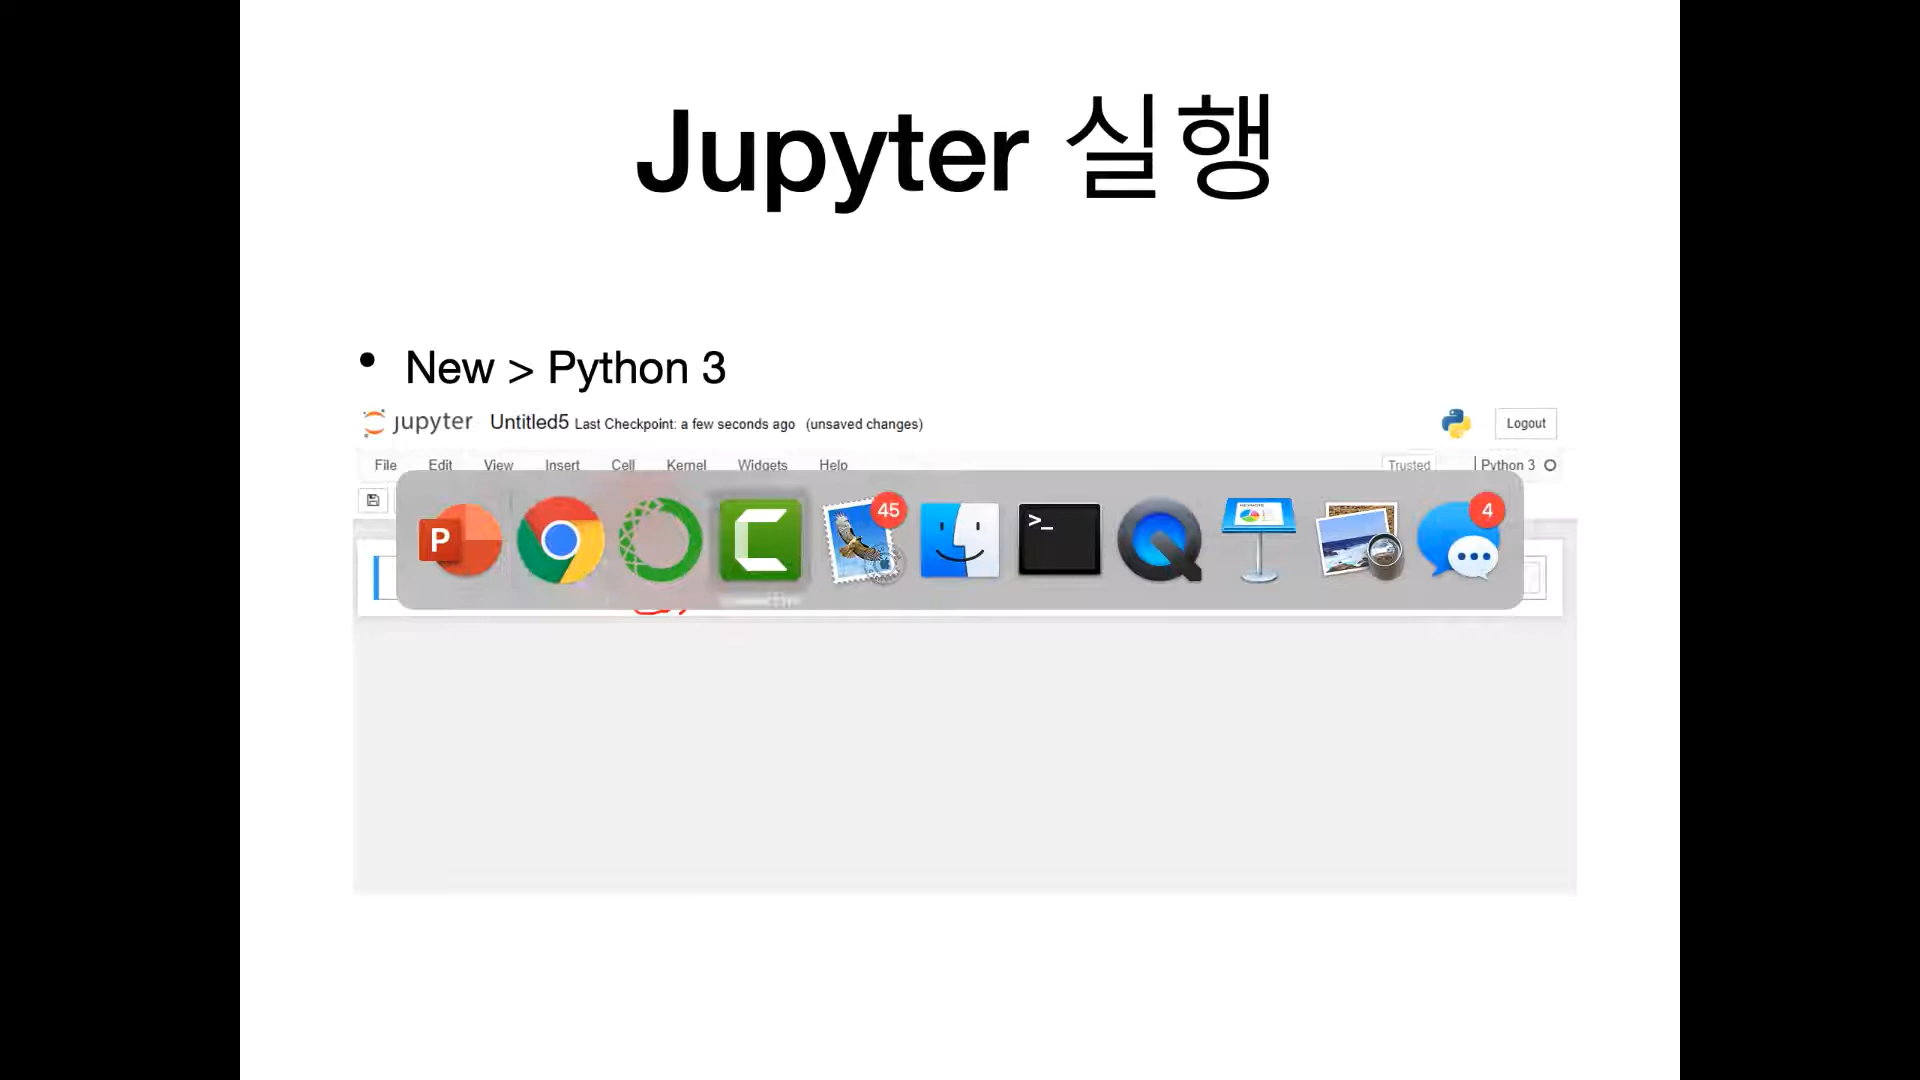 Jupyter 실행
• New > Python 3
jupyter Untitled5 Last Checkpoint: a few seconds ago (unsaved changes)
Logout
File Edit View Insert Cell Kernel Widgets Help
Trusted
Python 3
P
45
>_
KEYNOTE
4